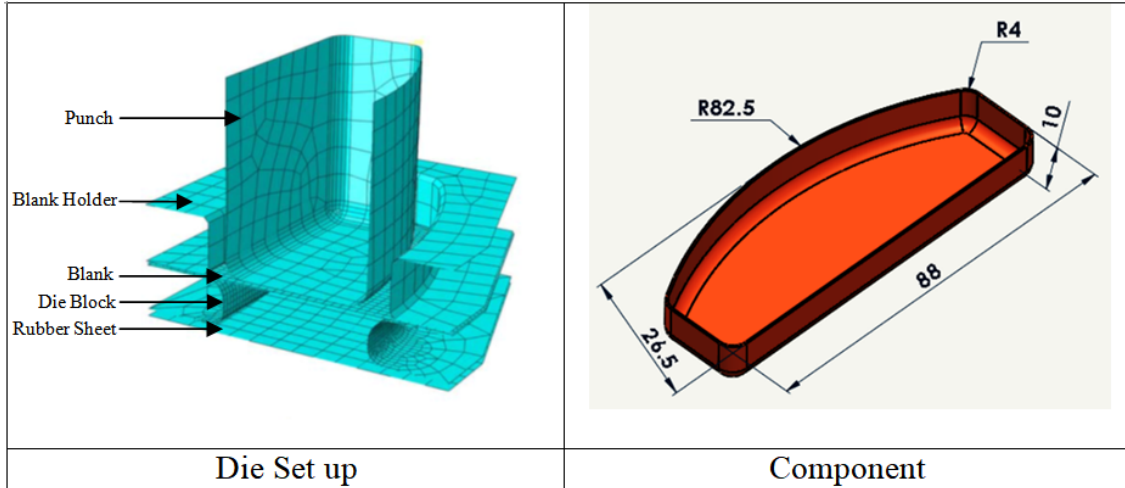 Punch
Blank Holder
Blank
Die Block
Rubber Sheet
R4
R82.5
10
88
26.5
Die Set up
Component